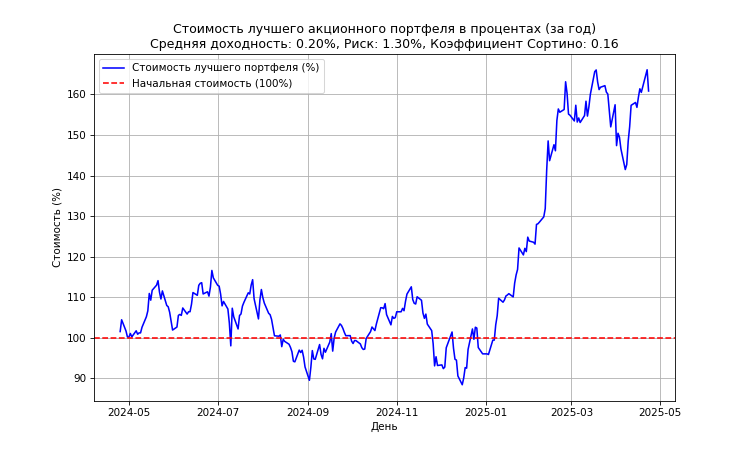 Стоимость лучшего акционного портфеля в процентах (за год)
Средняя доходность: 0.20%, Риск: 1.30%, Коэффициент Сортино: 0.16
Стоимость лучшего портфеля (%)
Начальная стоимость (100%)
Стоимость (%)
160
150
140
130
120
110
100
90
2024-05
2024-07
2024-09
2024-11
2025-01
2025-03
2025-05
День